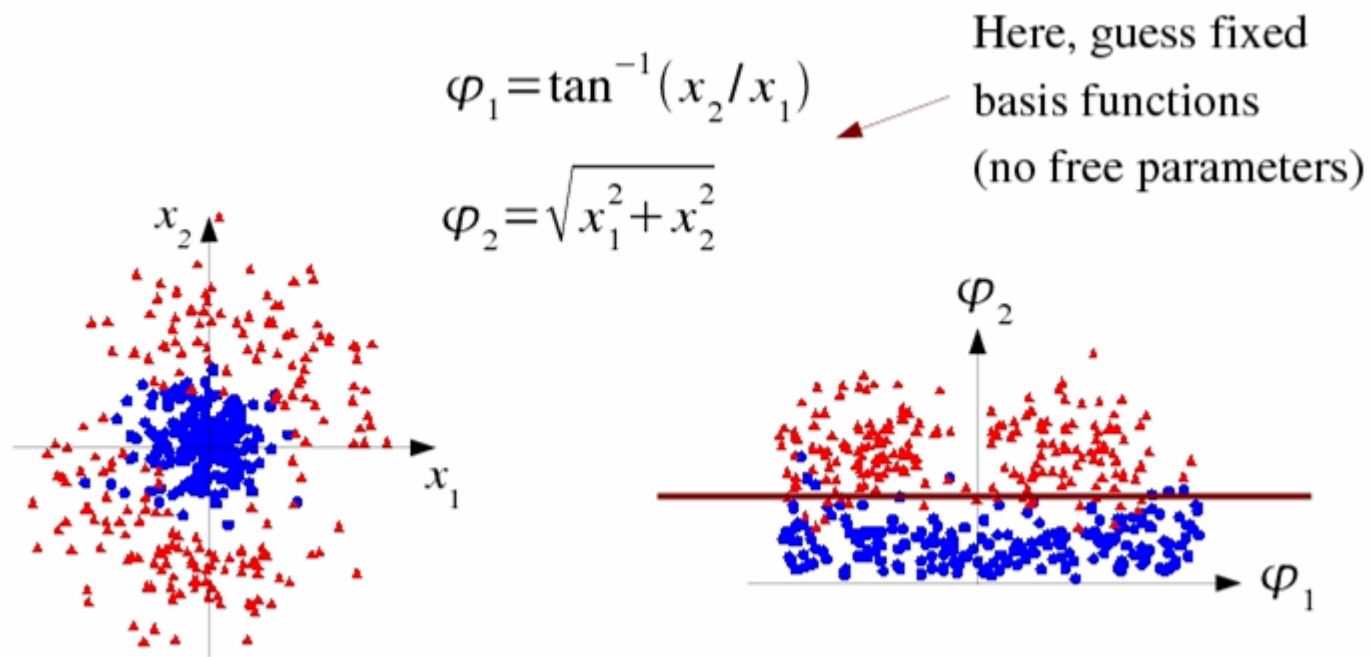 φ₁=tan⁻¹(x₂/x₁)
φ₂=√(x₁²+x₂²)
Here, guess fixed
basis functions
(no free parameters)
x₂
x₁
φ₂
φ₁